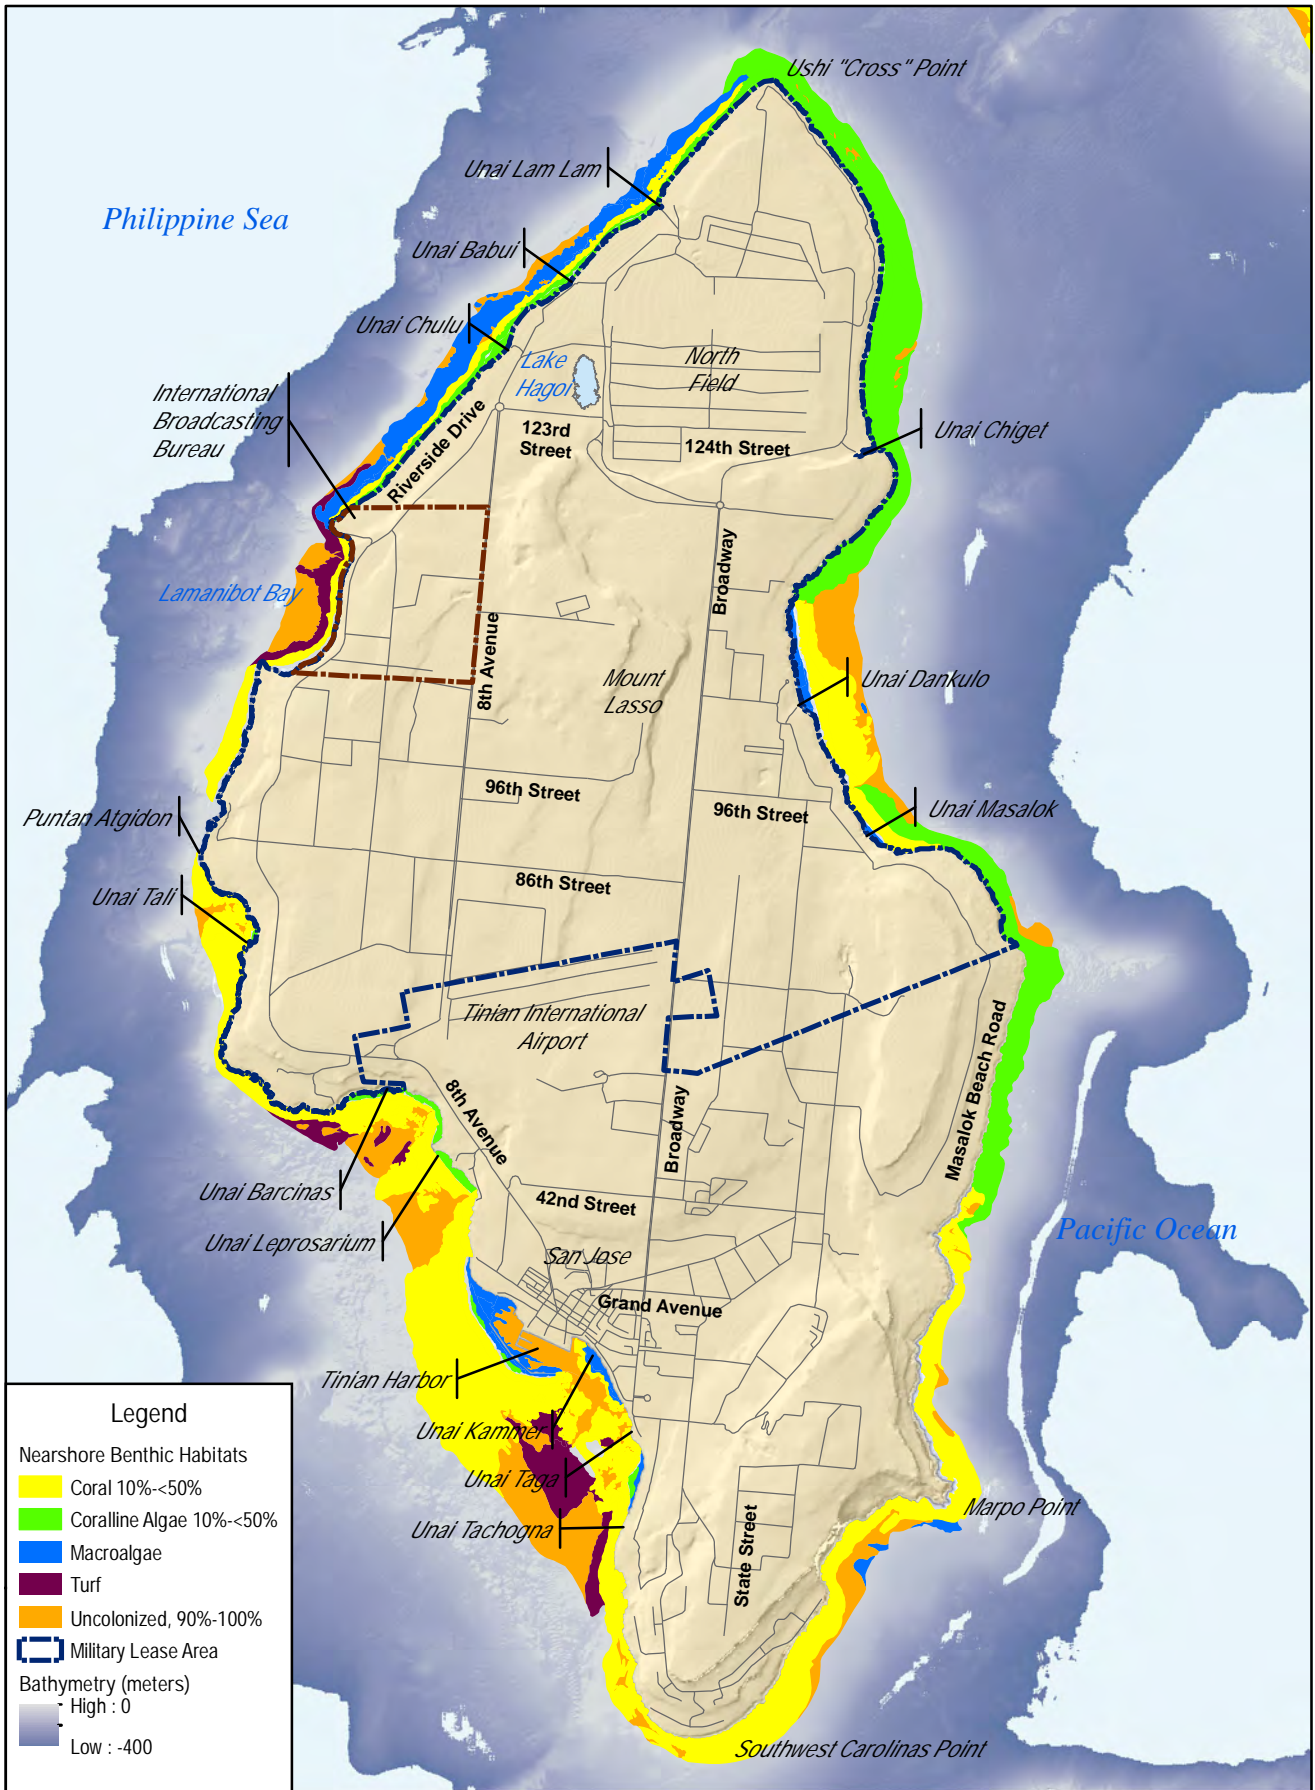 Ushi "Cross" Point
Unai Lam Lam
Philippine Sea
Unai Babui
Unai Chulu
Lake
Hagoi
North
Field
International
Broadcasting
Bureau
Riverside Drive
123rd
Street
124th Street
Unai Chiget
Broadway
Lamanibot Bay
8th Avenue
Mount
Lasso
Unai Dankulo
96th Street
96th Street
Unai Masalok
Puntan Atgidon
86th Street
Unai Tali
Tinian International
Airport
Masalok Beach Road
8th Avenue
Broadway
Unai Barcinas
42nd Street
Unai Leprosarium
San Jose
Pacific Ocean
Grand Avenue
Tinian Harbor
Unai Kammer
Unai Taga
Unai Tachogna
Marpo Point
State Street
Southwest Carolinas Point
Legend
Nearshore Benthic Habitats
Coral 10%-<50%
Coralline Algae 10%-<50%
Macroalgae
Turf
Uncolonized, 90%-100%
Military Lease Area
Bathymetry (meters)
High : 0
Low : -400